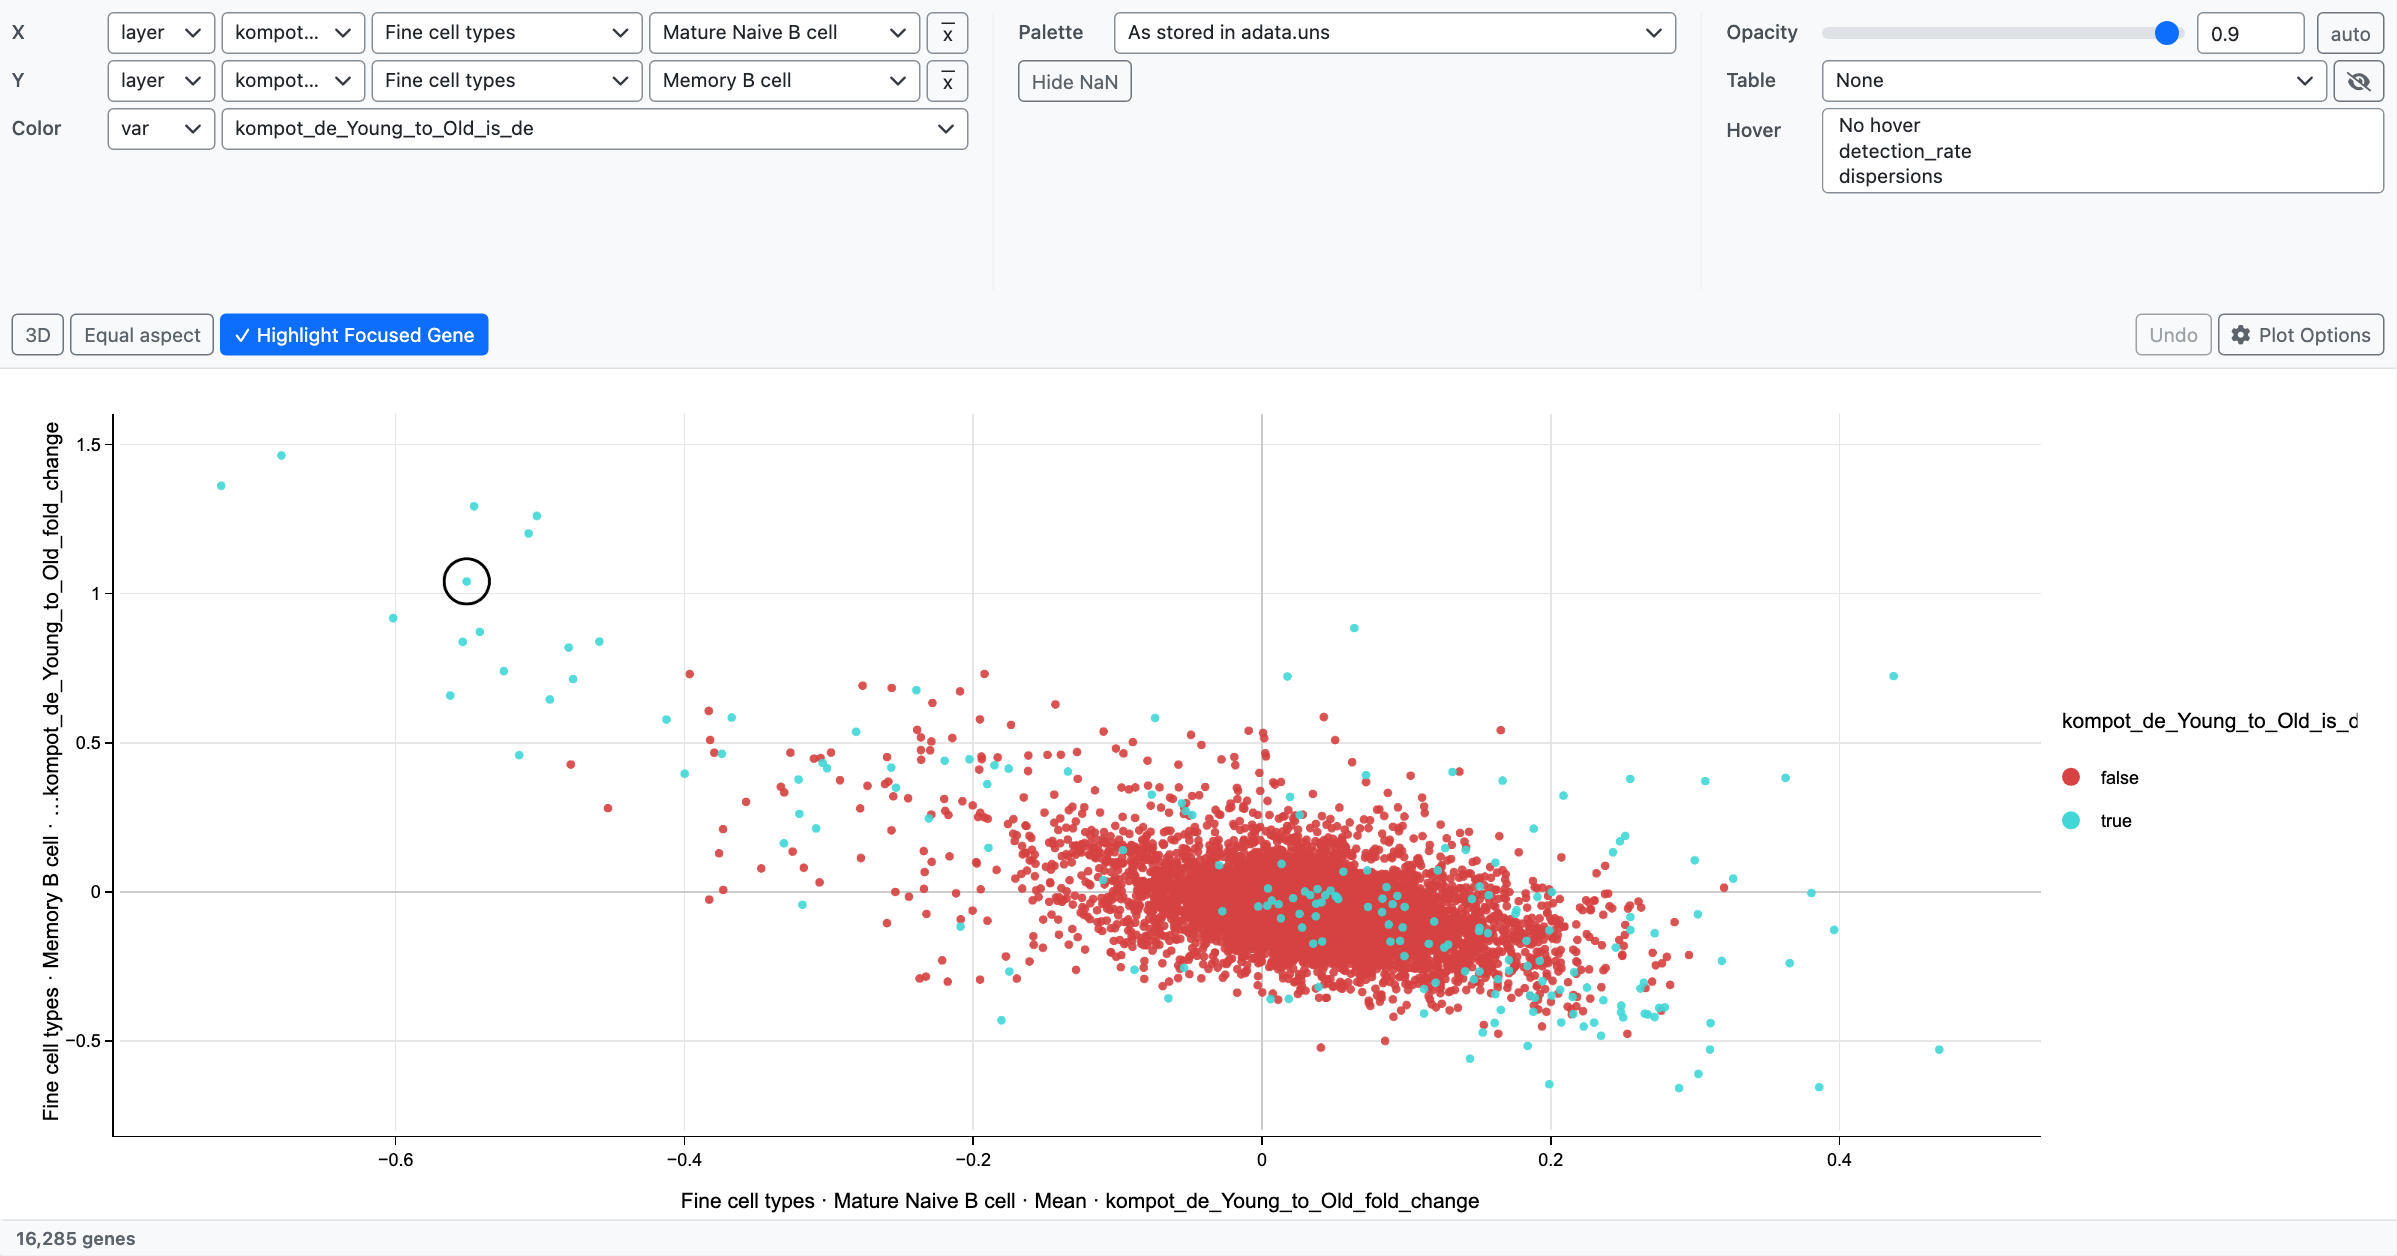 X layer kompot... Fine cell types Mature Naive B cell x
Y layer kompot... Fine cell types Memory B cell x
Color var kompot_de_Young_to_Old_is_de
Palette As stored in adata.uns
Hide NaN
Opacity 0.9 auto
Table None
Hover No hover
detection_rate
dispersions
3D Equal aspect ✓ Highlight Focused Gene Undo Plot Options
Fine cell types · Memory B cell · ...kompot_de_Young_to_Old_fold_change
1.5
1
0.5
0
−0.5
−0.6 −0.4 −0.2 0 0.2 0.4
Fine cell types · Mature Naive B cell · Mean · kompot_de_Young_to_Old_fold_change
kompot_de_Young_to_Old_is_d
false
true
16,285 genes